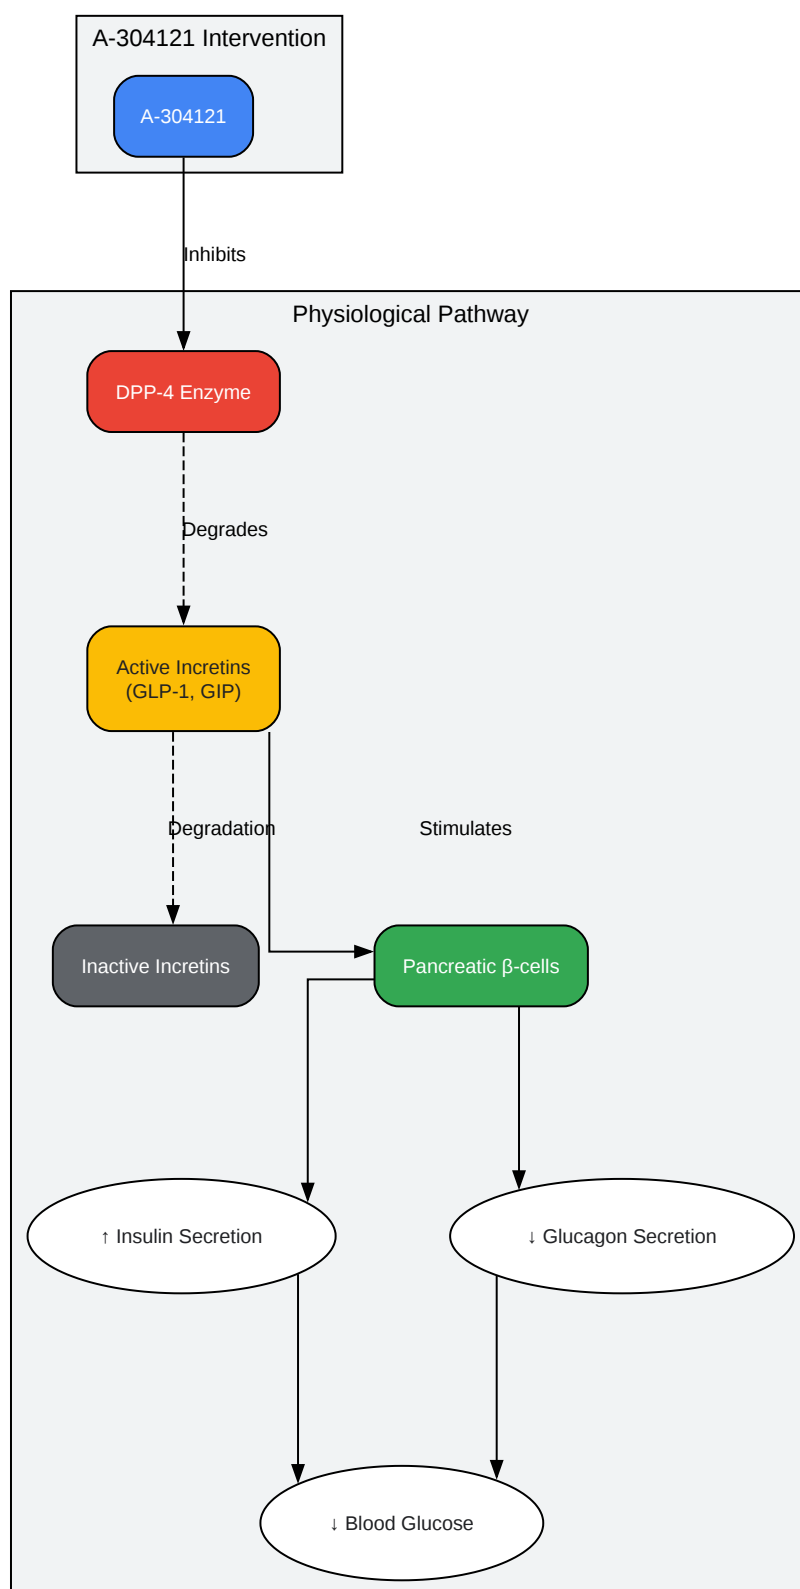 A-304121 Intervention
A-304121
Inhibits
Physiological Pathway
DPP-4 Enzyme
Degrades
Active Incretins
(GLP-1, GIP)
Degradation
Stimulates
Inactive Incretins
Pancreatic β-cells
↑ Insulin Secretion
↓ Glucagon Secretion
↓ Blood Glucose